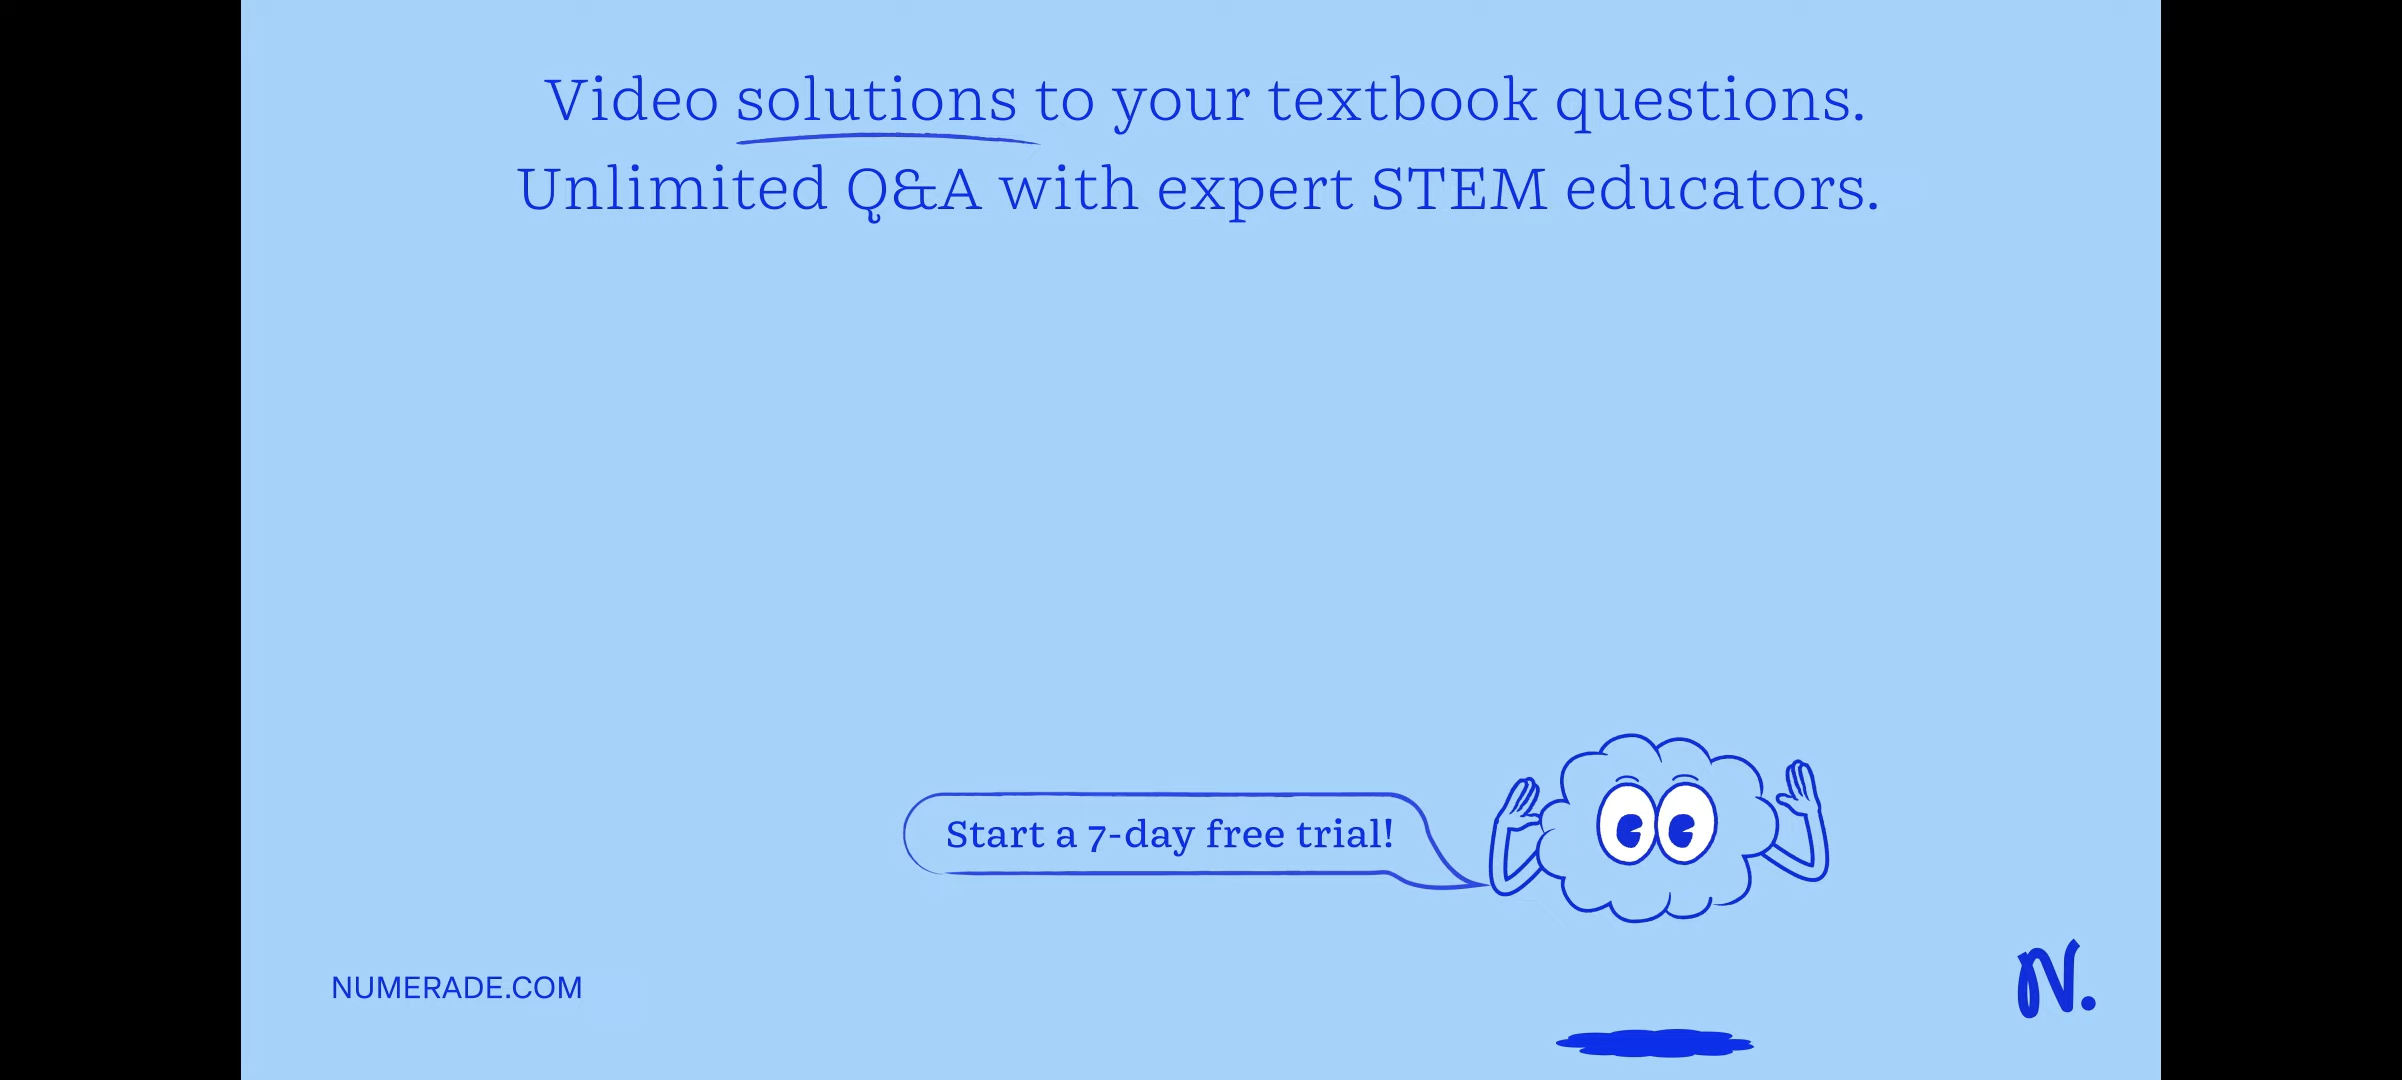 Video solutions to your textbook questions.
Unlimited Q&A with expert STEM educators.
Start a 7-day free trial!
NUMERADE.COM
N.